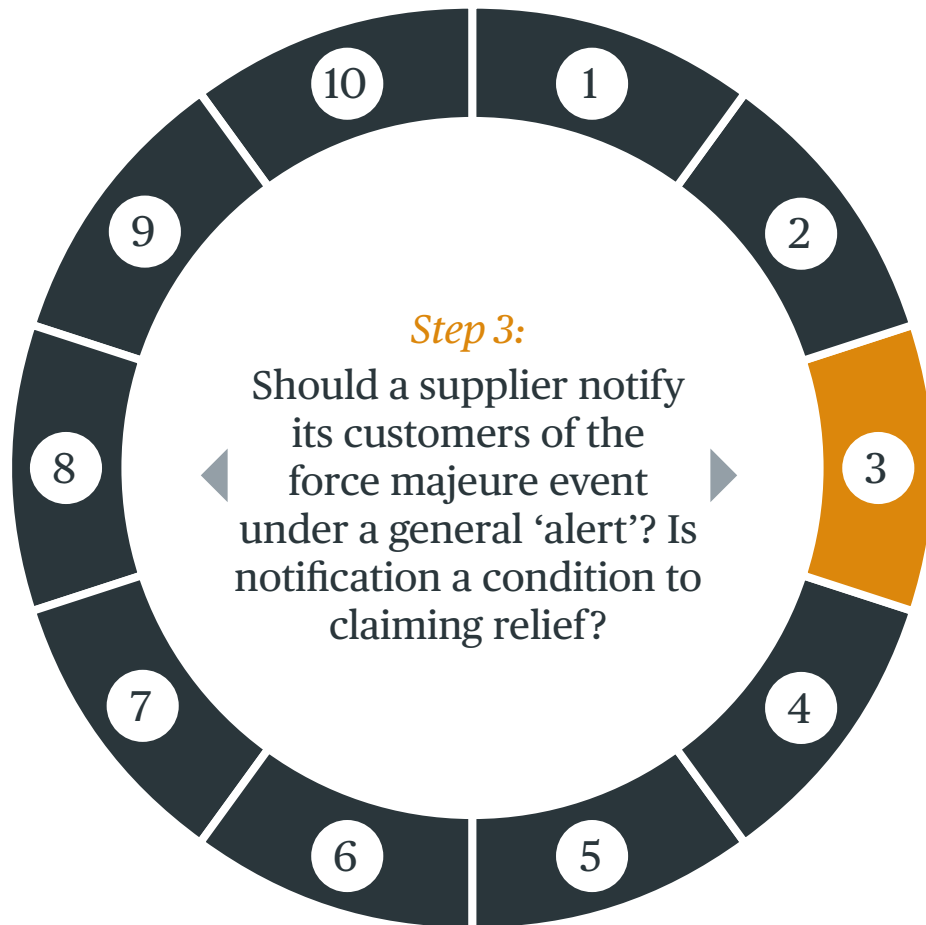 10
1
9
2
Step 3:
Should a supplier notify
its customers of the
force majeure event
under a general ‘alert’? Is
notification a condition to
claiming relief?
8
3
7
4
6
5